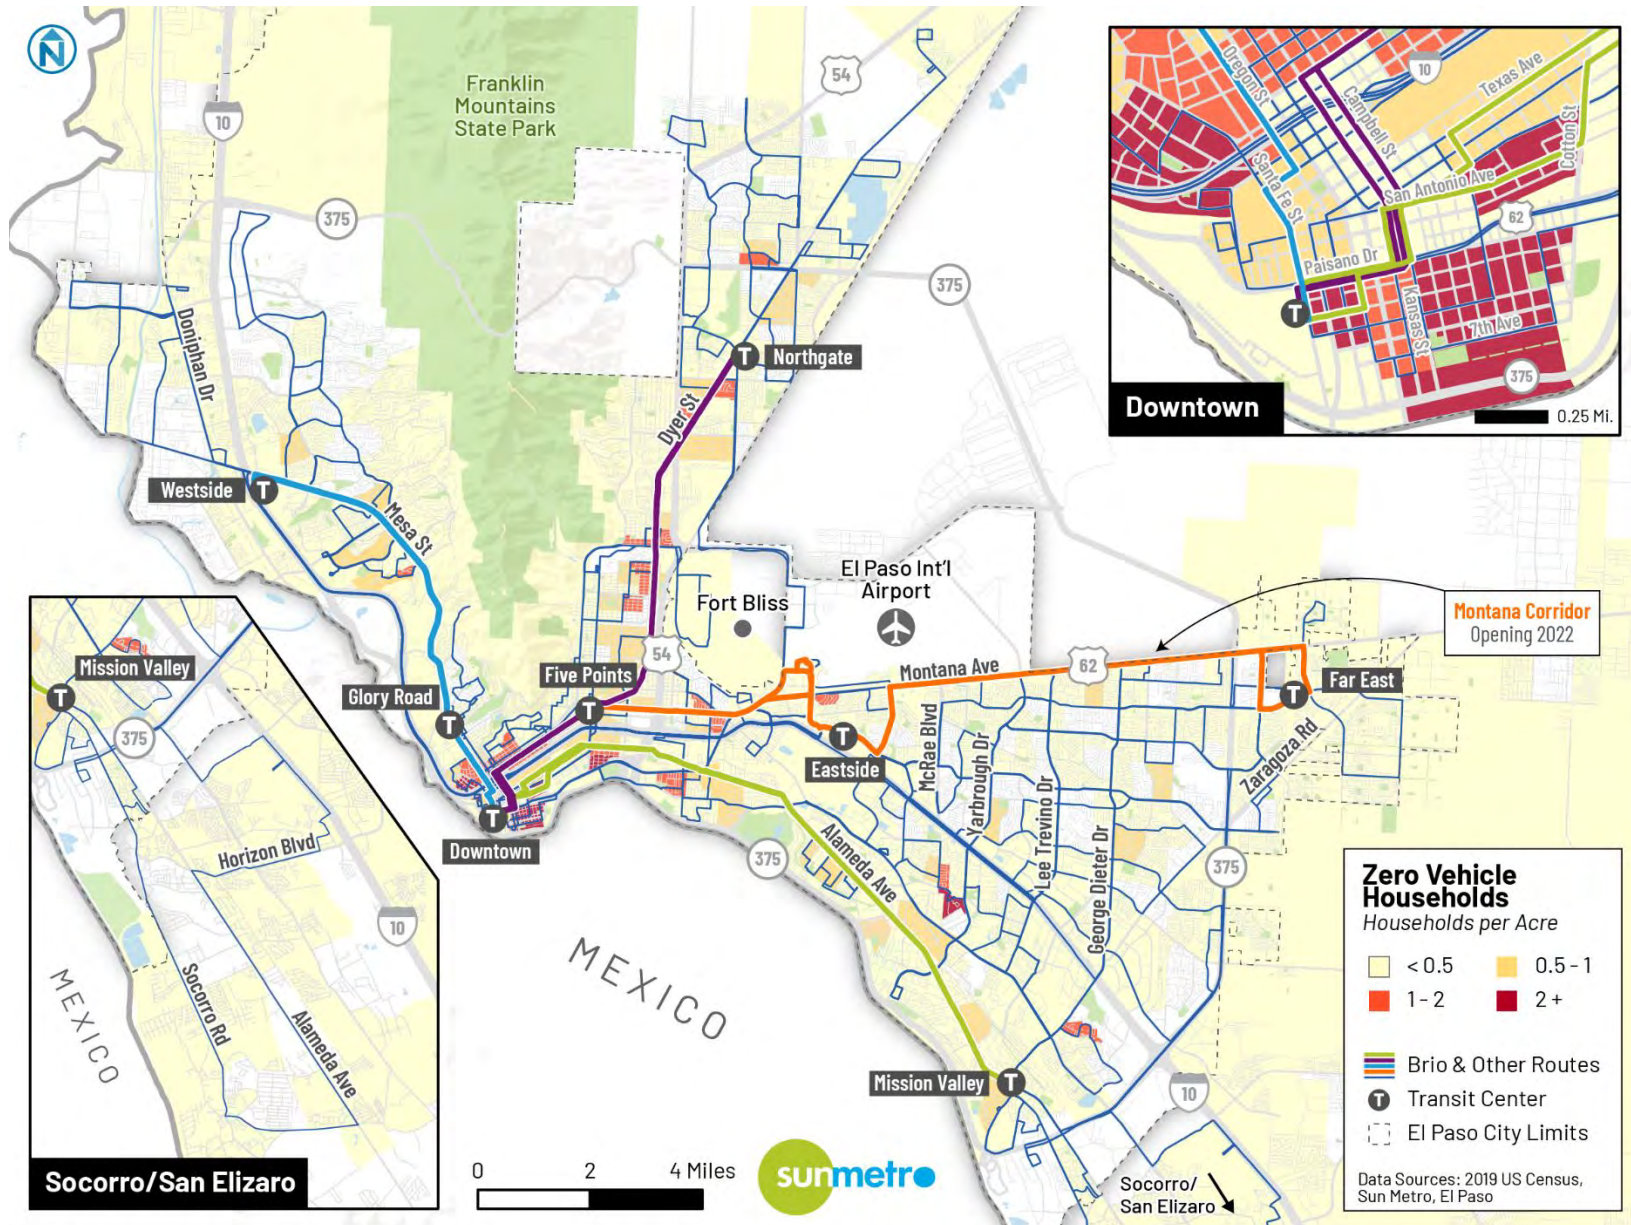 N
Franklin
Mountains
State Park
54
10
375
375
Doniphan Dr
Northgate
Dyer St
Westside
Mesa St
El Paso Int'l
Airport
Fort Bliss
54
Five Points
Glory Road
Montana Ave
62
Montana Corridor
Opening 2022
Far East
Eastside
McRae Blvd
Yarbrough Dr
Lee Trevino Dr
George Dieter Dr
Zaragoza Rd
Downtown
375
Alameda Ave
375
MEXICO
Mission Valley
10
Socorro/
San Elizaro
T
T
T
T
T
T
T
T
Oregon St
10
Texas Ave
Campbell St
Cotton St
Santa Fe St
San Antonio Ave
62
Paisano Dr
T
Kansas St
7th Ave
375
Downtown
0.25 Mi.
Mission Valley
T
375
Horizon Blvd
10
Socorro Rd
Alameda Ave
MEXICO
Socorro/San Elizaro
0 2 4 Miles
sunmetro
Zero Vehicle
Households
Households per Acre
< 0.5 0.5 - 1
1 - 2 2 +
Brio & Other Routes
T Transit Center
El Paso City Limits
Data Sources: 2019 US Census,
Sun Metro, El Paso